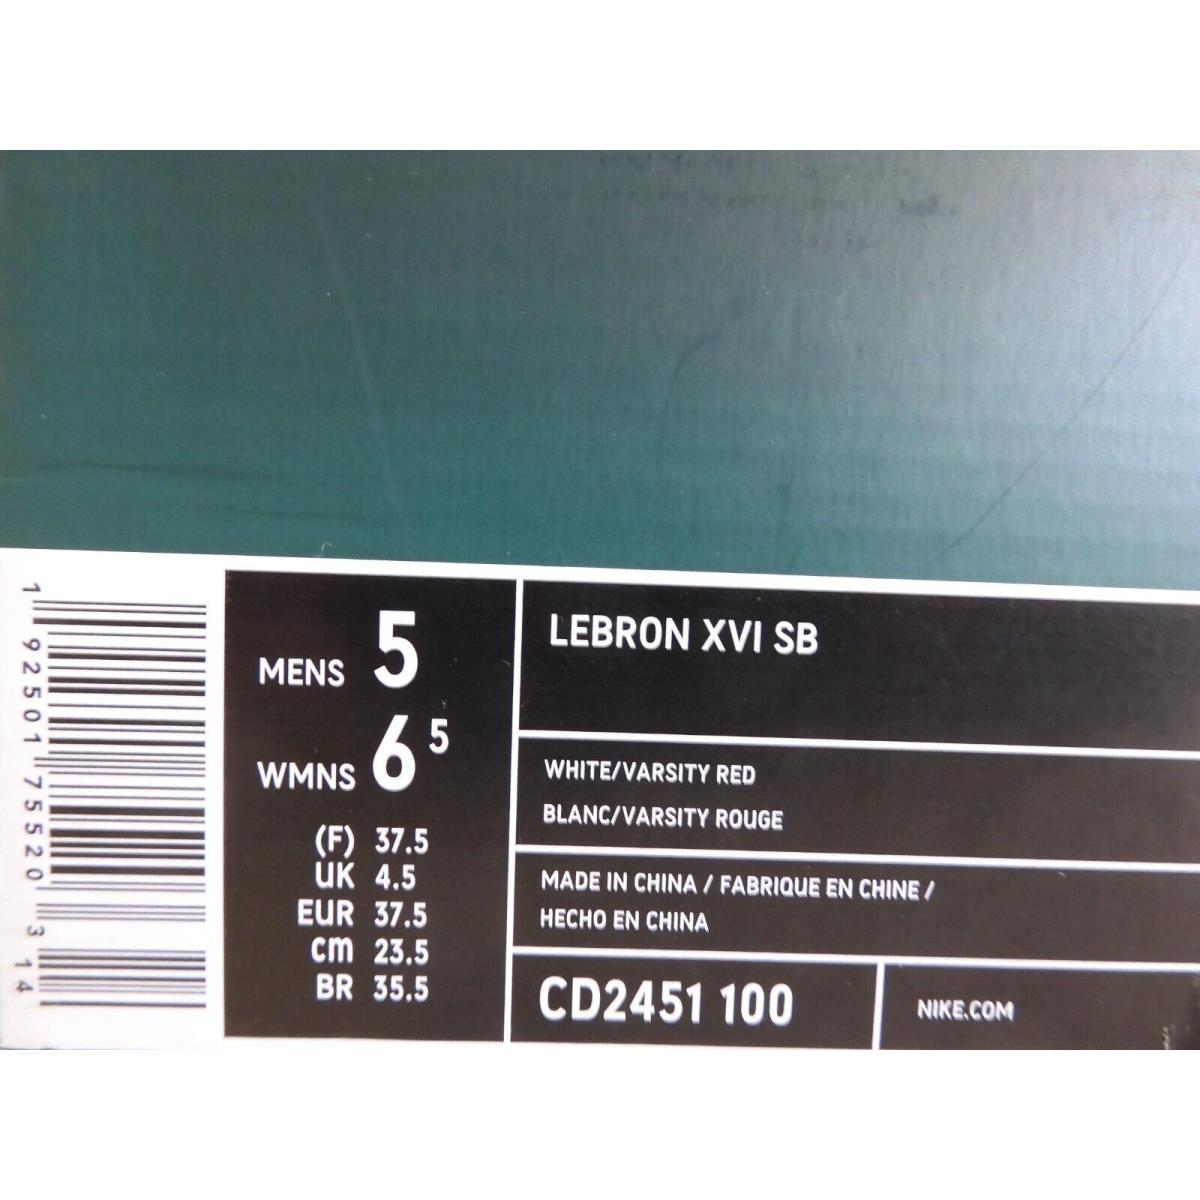 1 92501 75520 3 14
MENS 5
WMNS 6 5
(F) 37.5
UK 4.5
EUR 37.5
cm 23.5
BR 35.5
LEBRON XVI SB
WHITE/VARSITY RED
BLANC/VARSITY ROUGE
MADE IN CHINA / FABRIQUE EN CHINE /
HECHO EN CHINA
CD2451 100
NIKE.COM